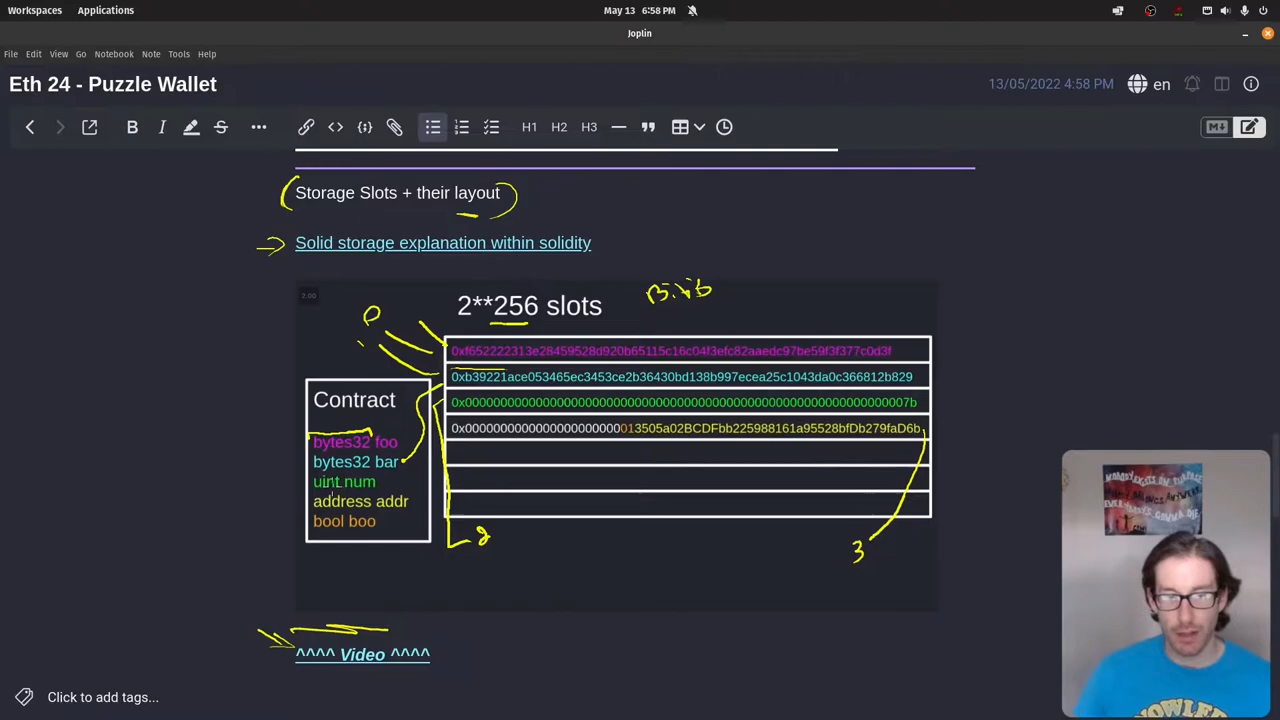 Workspaces Applications May 13 6:58 PM
Joplin
File Edit View Go Notebook Note Tools Help
Eth 24 - Puzzle Wallet 13/05/2022 4:58 PM en
B I S H1 H2 H3
Storage Slots + their layout
Solid storage explanation within solidity
2.00
2**256 slots
0
0xf652222313e28459528d920b65115c16c04f3efc82aaedc97be59f3f377c0d3f
0xb39221ace053465ec3453ce2b36430bd138b997ecea25c1043da0c366812b829
0x000000000000000000000000000000000000000000000000000000000000007b
0x0000000000000000000000013505a02BCDFbb225988161a95528bfDb279faD6b
Contract
bytes32 foo
bytes32 bar
uint num
address addr
bool boo
2
3
^^^^ Video ^^^^
Click to add tags...